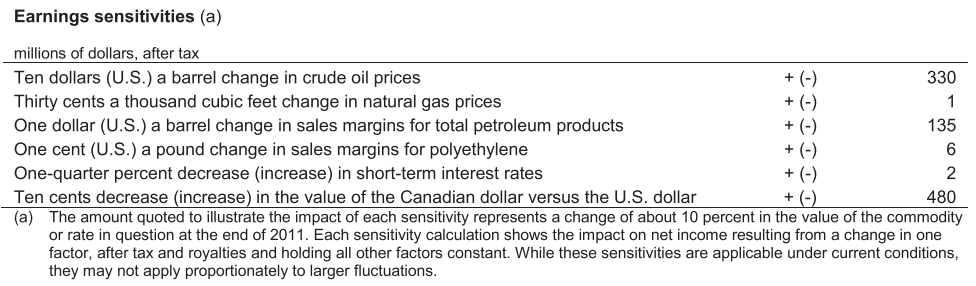 Earnings sensitivities (a)
millions of dollars, after tax
Ten dollars (U.S.) a barrel change in crude oil prices + (-) 330
Thirty cents a thousand cubic feet change in natural gas prices + (-) 1
One dollar (U.S.) a barrel change in sales margins for total petroleum products + (-) 135
One cent (U.S.) a pound change in sales margins for polyethylene + (-) 6
One-quarter percent decrease (increase) in short-term interest rates + (-) 2
Ten cents decrease (increase) in the value of the Canadian dollar versus the U.S. dollar + (-) 480
(a) The amount quoted to illustrate the impact of each sensitivity represents a change of about 10 percent in the value of the commodity
or rate in question at the end of 2011. Each sensitivity calculation shows the impact on net income resulting from a change in one
factor, after tax and royalties and holding all other factors constant. While these sensitivities are applicable under current conditions,
they may not apply proportionately to larger fluctuations.